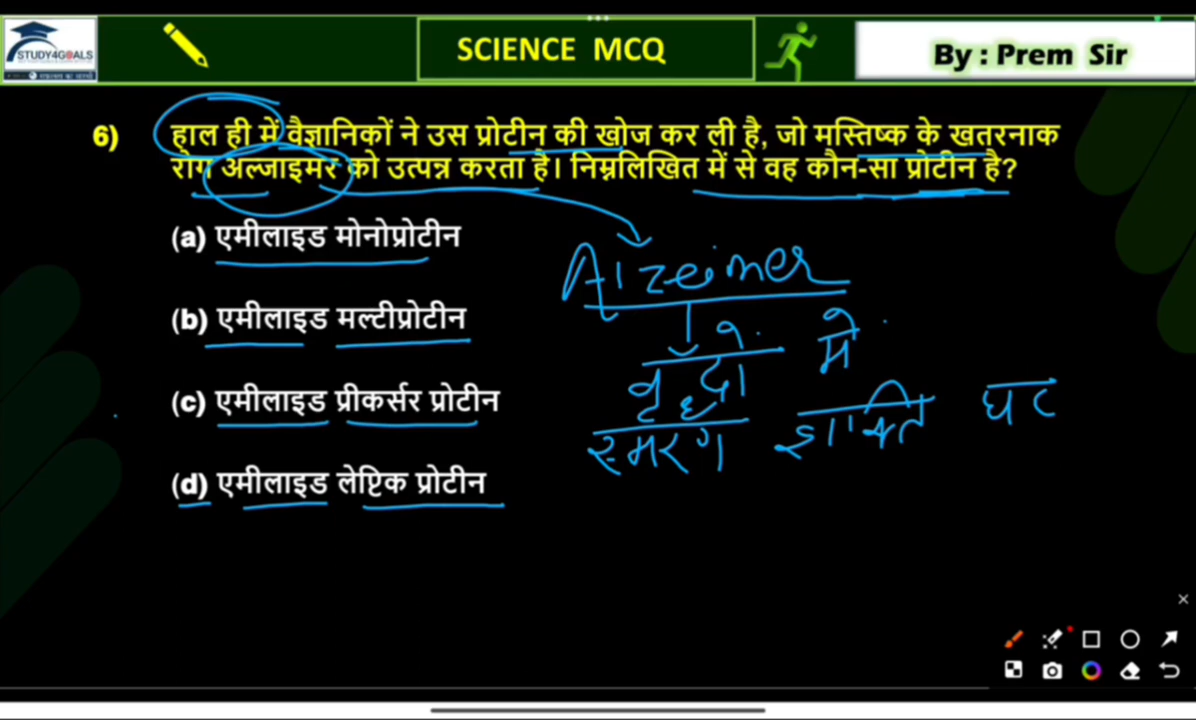 STUDY4GOALS
SCIENCE MCQ
By : Prem Sir
6) हाल ही में वैज्ञानिकों ने उस प्रोटीन की खोज कर ली है, जो मस्तिष्क के खतरनाक
रोग अल्जाइमर को उत्पन्न करता है। निम्नलिखित में से वह कौन-सा प्रोटीन है?
(a) एमीलाइड मोनोप्रोटीन
(b) एमीलाइड मल्टीप्रोटीन
(c) एमीलाइड प्रीकर्सर प्रोटीन
(d) एमीलाइड लेप्टिक प्रोटीन
Alzeimer
वृद्धो में
स्मरण शक्ति घट